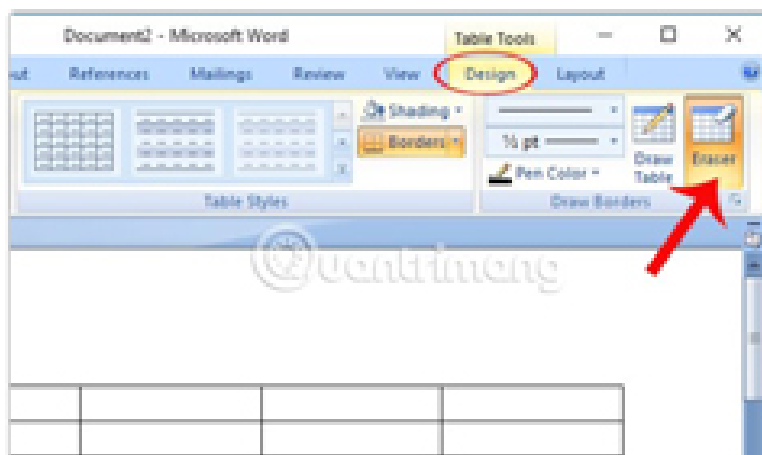 Document2 - Microsoft Word Table Tools
out References Mailings Review View Design Layout
Shading
Borders
½ pt
Pen Color
Draw Table
Eraser
Table Styles
Draw Borders
Quantrimang